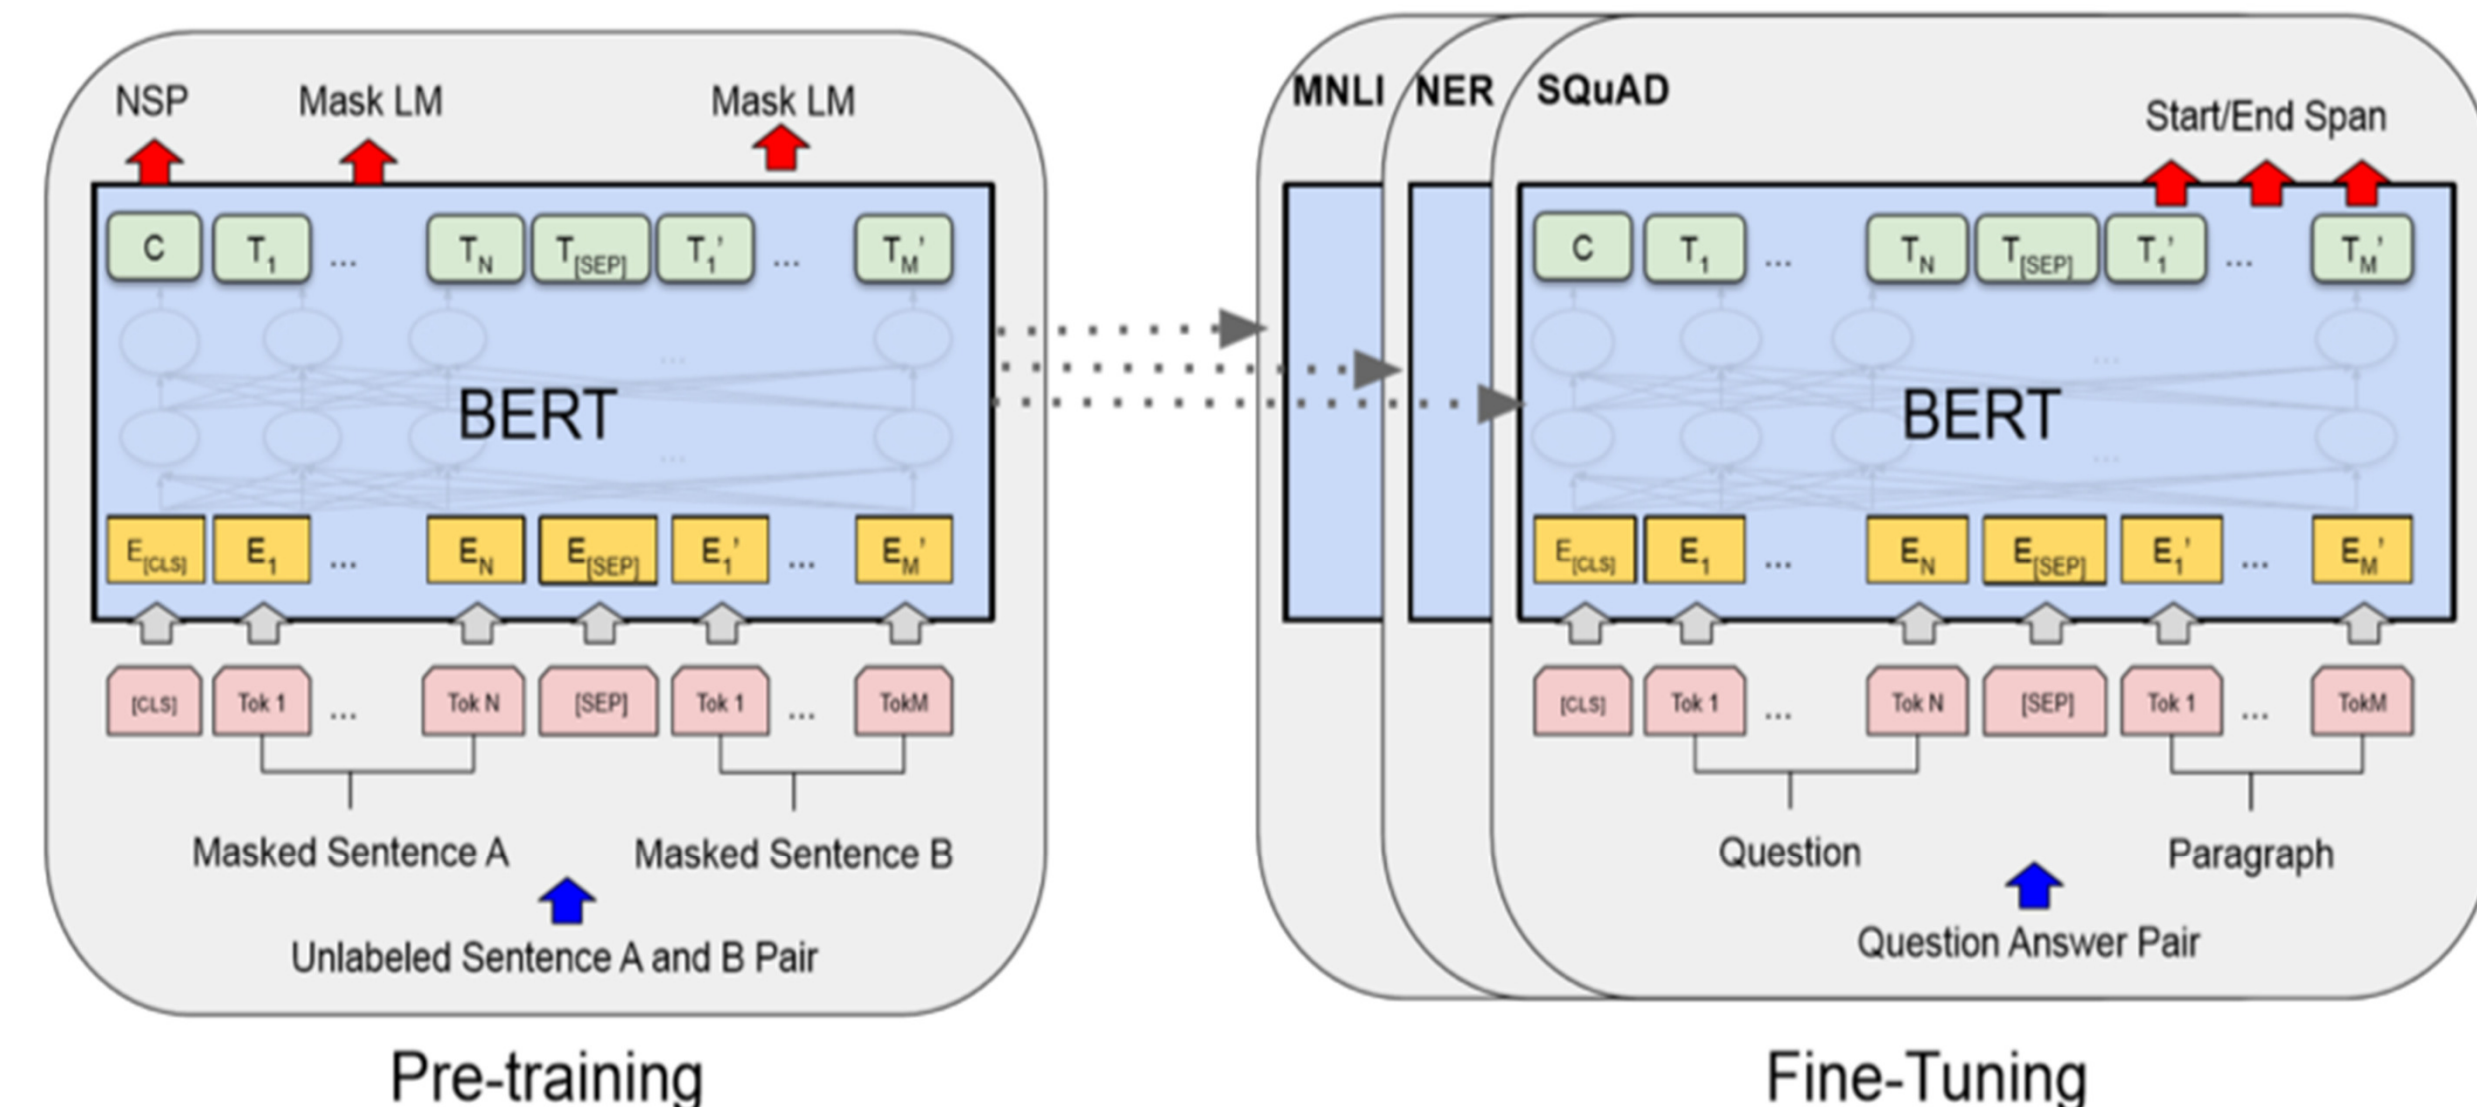 NSP Mask LM Mask LM
C T1 ... TN T[SEP] T1' ... TM'
...
BERT
...
E[CLS] E1 ... EN E[SEP] E1' ... EM'
[CLS] Tok 1 ... Tok N [SEP] Tok 1 ... TokM
Masked Sentence A Masked Sentence B
Unlabeled Sentence A and B Pair
Pre-training
MNLI NER SQuAD
Start/End Span
C T1 ... TN T[SEP] T1' ... TM'
...
BERT
...
E[CLS] E1 ... EN E[SEP] E1' ... EM'
[CLS] Tok 1 ... Tok N [SEP] Tok 1 ... TokM
Question Paragraph
Question Answer Pair
Fine-Tuning